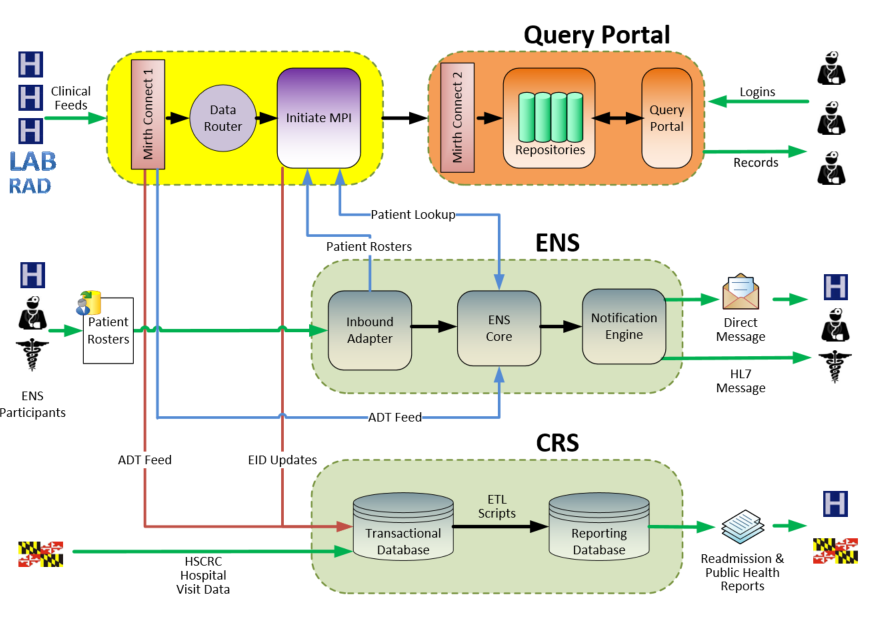 Query Portal
H
H
H
LAB
RAD
Clinical
Feeds
Mirth Connect 1
Data
Router
Initiate MPI
Mirth Connect 2
Repositories
Query
Portal
Logins
Records
Patient Lookup
Patient Rosters
ENS
H
Patient
Rosters
ENS
Participants
Inbound
Adapter
ENS
Core
Notification
Engine
Direct
Message
HL7
Message
H
ADT Feed
CRS
ADT Feed
EID Updates
Transactional
Database
ETL
Scripts
Reporting
Database
HSCRC
Hospital
Visit Data
Readmission &
Public Health
Reports
H